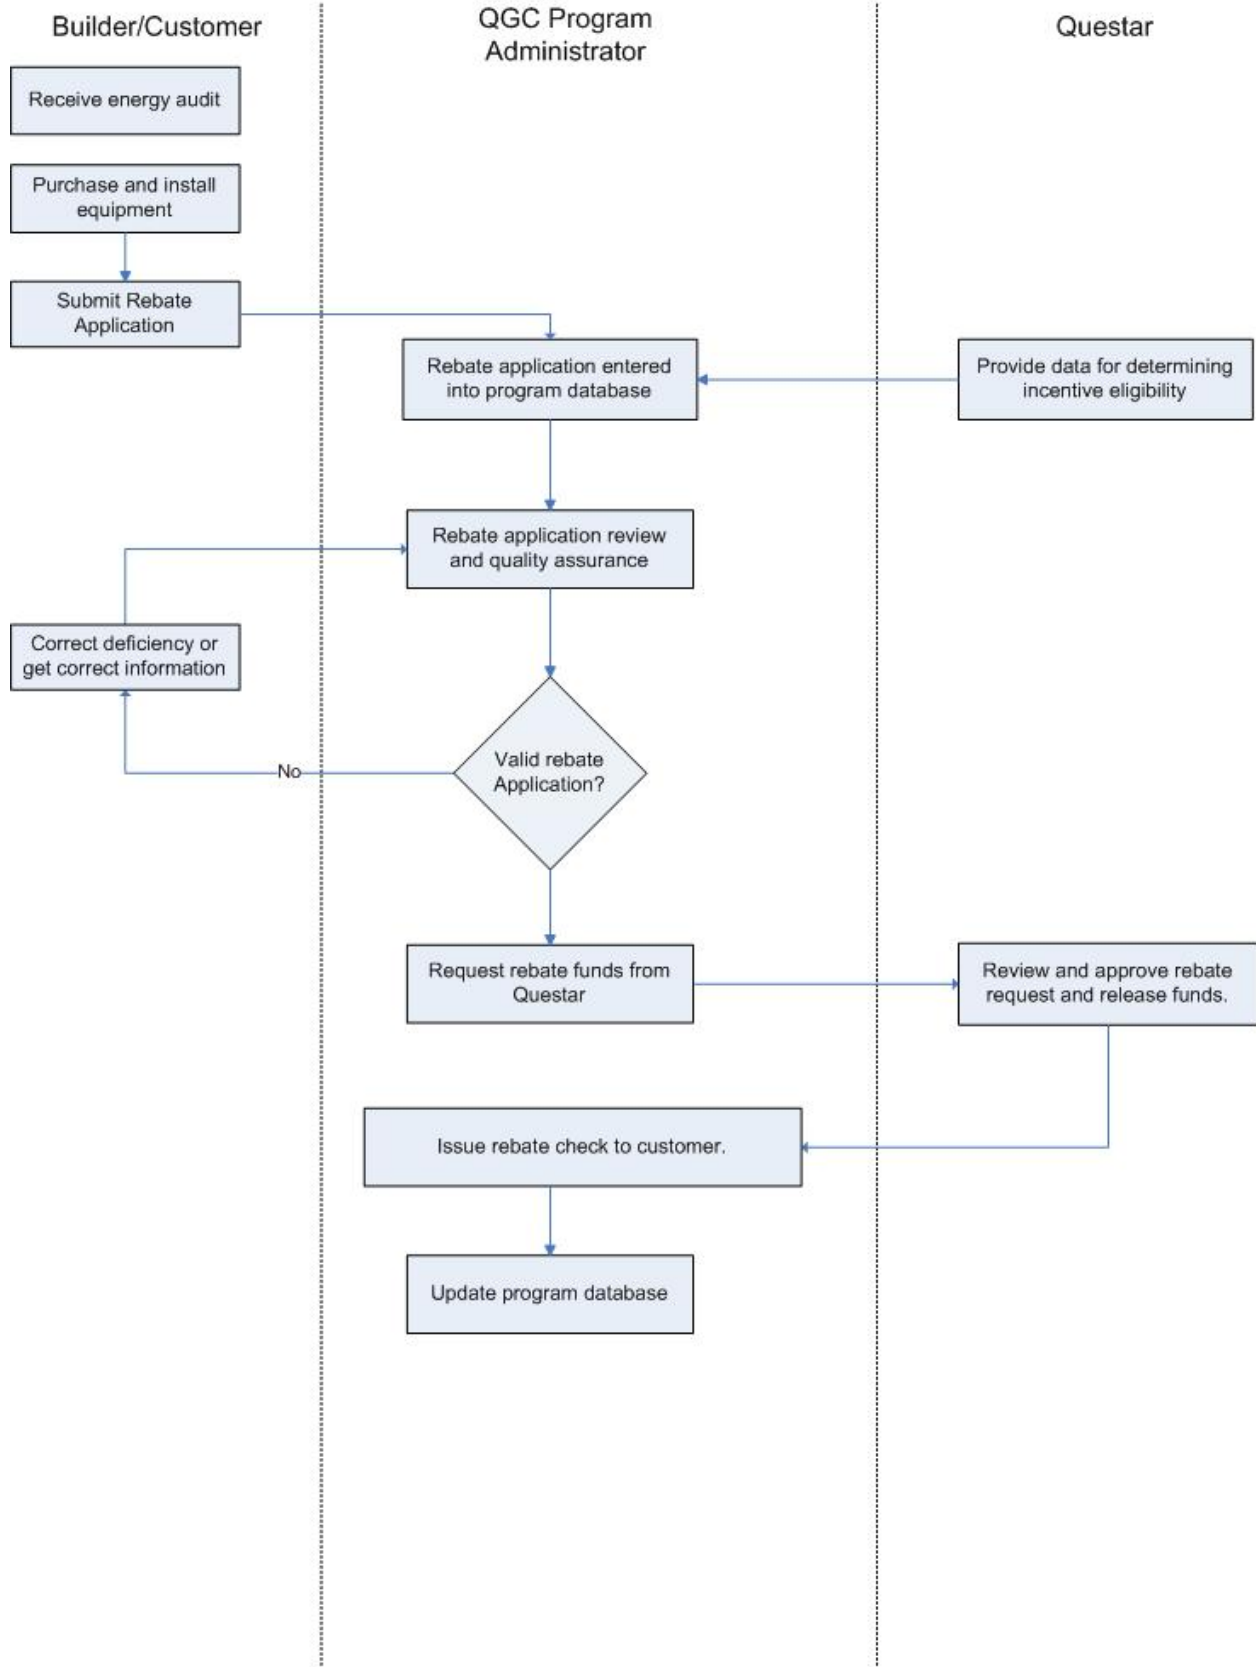 Builder/Customer
QGC Program
Administrator
Questar
Receive energy audit
Purchase and install
equipment
Submit Rebate
Application
Rebate application entered
into program database
Provide data for determining
incentive eligibility
Rebate application review
and quality assurance
Correct deficiency or
get correct information
Valid rebate
Application?
No
Request rebate funds from
Questar
Review and approve rebate
request and release funds.
Issue rebate check to customer.
Update program database